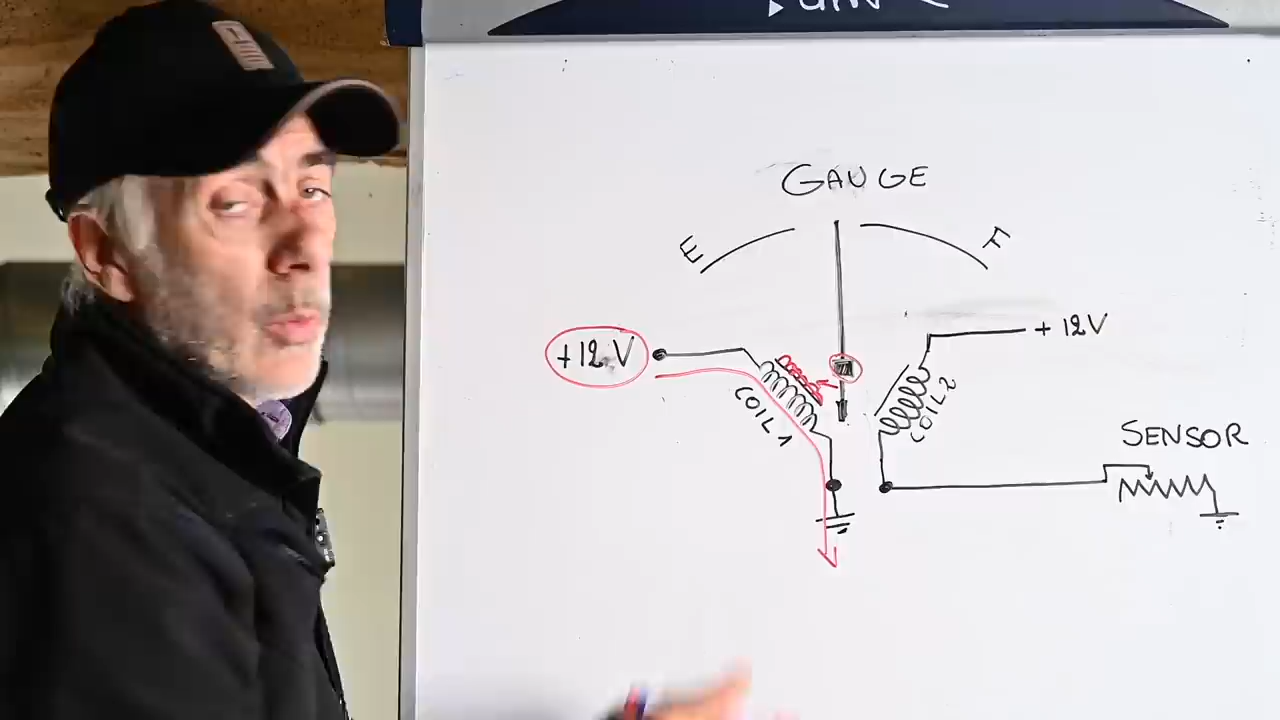 GAUGE
E
F
+12V
+12V
COIL 1
COIL 2
SENSOR